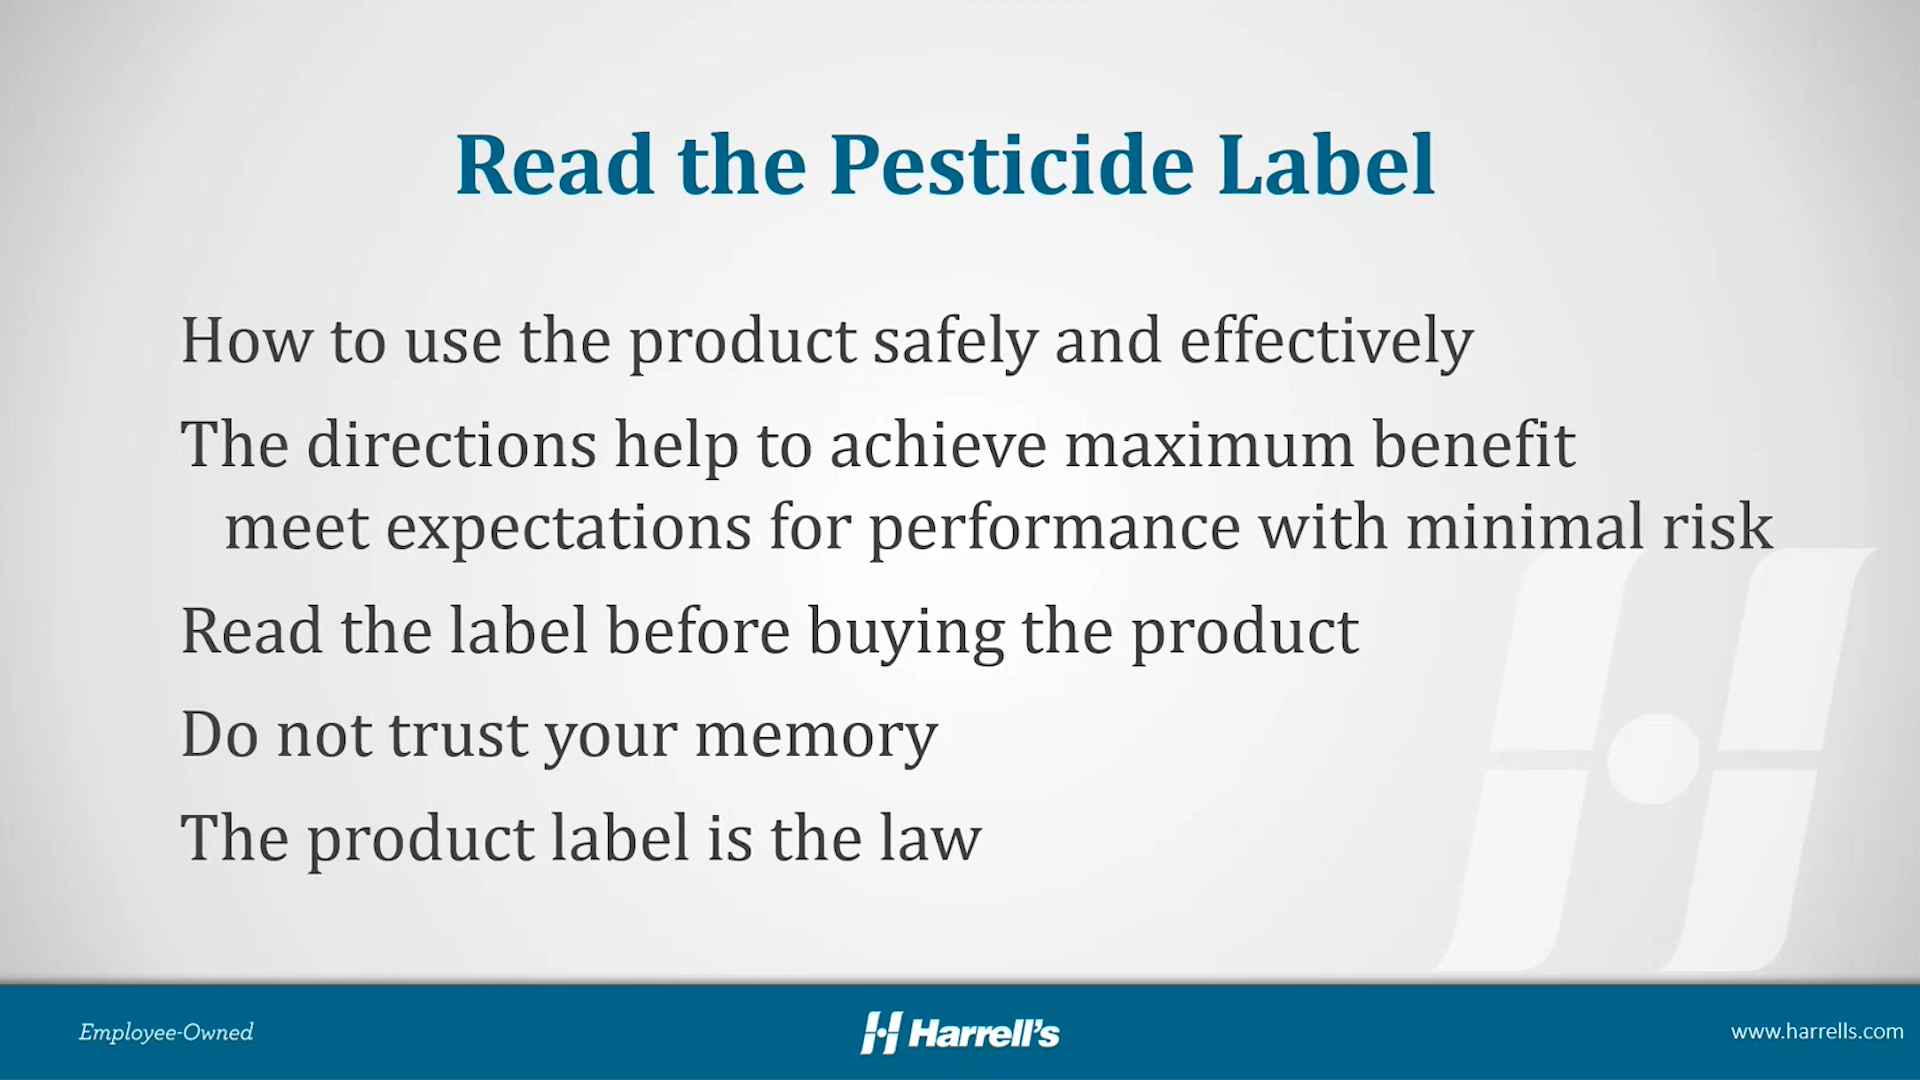 Read the Pesticide Label
How to use the product safely and effectively
The directions help to achieve maximum benefit
meet expectations for performance with minimal risk
Read the label before buying the product
Do not trust your memory
The product label is the law
Employee-Owned
Harrell's
www.harrells.com